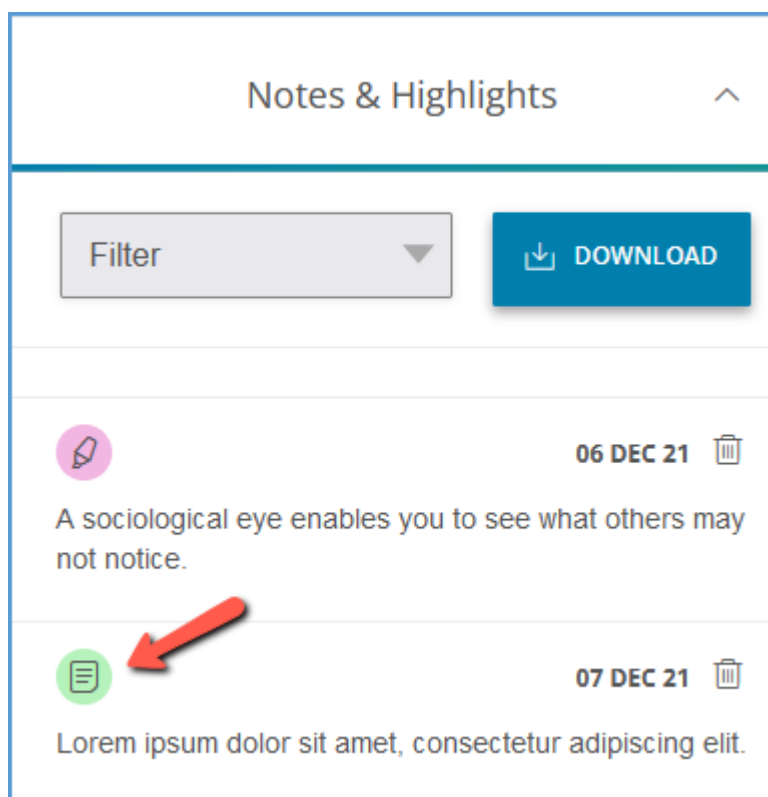 Notes & Highlights
Filter
DOWNLOAD
06 DEC 21
A sociological eye enables you to see what others may
not notice.
07 DEC 21
Lorem ipsum dolor sit amet, consectetur adipiscing elit.